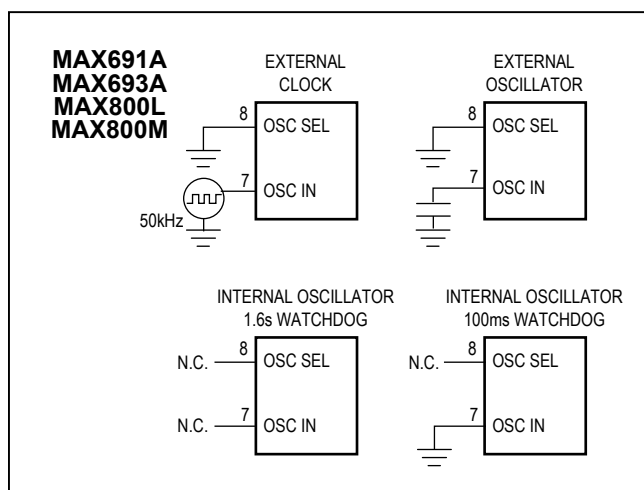 MAX691A
MAX693A
MAX800L
MAX800M
EXTERNAL
CLOCK
8
OSC SEL
7
OSC IN
50kHz
EXTERNAL
OSCILLATOR
8
OSC SEL
7
OSC IN
INTERNAL OSCILLATOR
1.6s WATCHDOG
N.C.
8
OSC SEL
N.C.
7
OSC IN
INTERNAL OSCILLATOR
100ms WATCHDOG
N.C.
8
OSC SEL
7
OSC IN